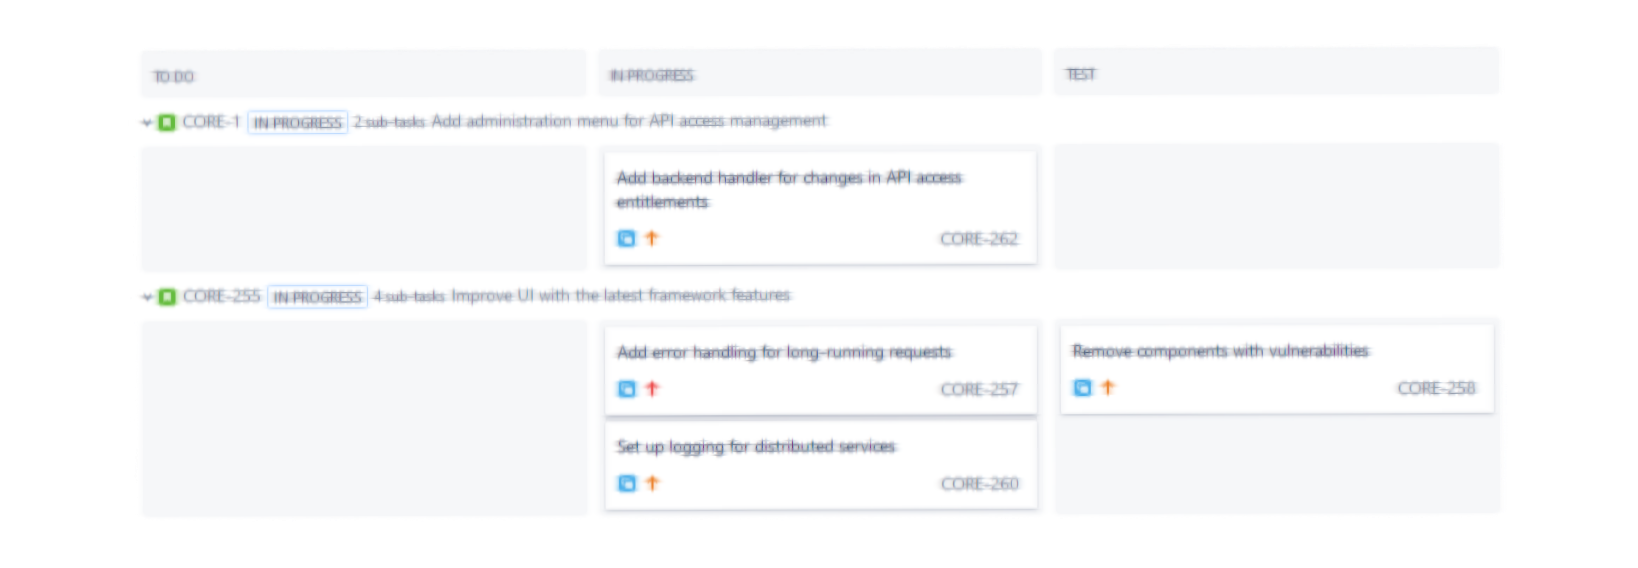 TO DO
IN PROGRESS
TEST
CORE-1 IN PROGRESS 2 sub-tasks Add administration menu for API access management
Add backend handler for changes in API access
entitlements
CORE-262
CORE-255 IN PROGRESS 4 sub-tasks Improve UI with the latest framework features
Add error handling for long-running requests
CORE-257
Remove components with vulnerabilities
CORE-258
Set up logging for distributed services
CORE-260